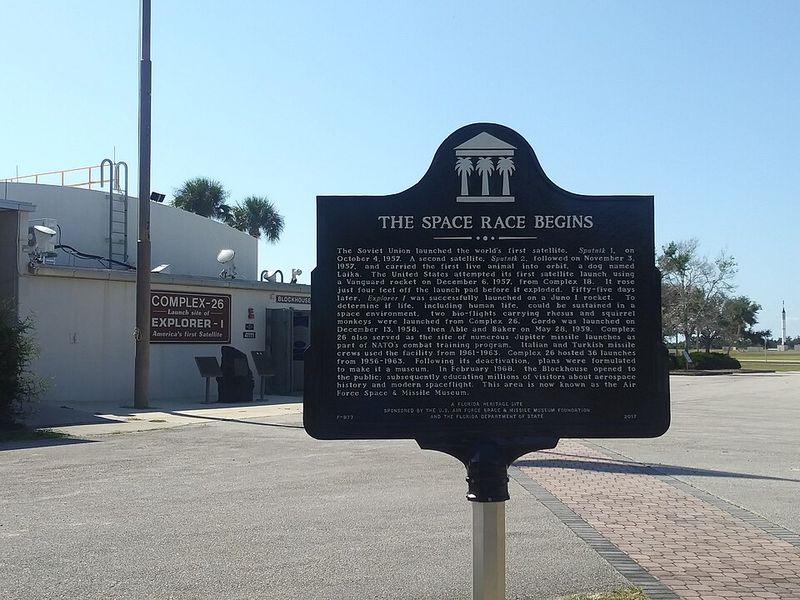 THE SPACE RACE BEGINS
The Soviet Union launched the world's first satellite, Sputnik 1, on
October 4, 1957. A second satellite, Sputnik 2, followed on November 3,
1957, and carried the first live animal into orbit, a dog named
Laika. The United States attempted its first satellite launch using
a Vanguard rocket on December 6, 1957, from Complex 18. It rose
just four feet off the launch pad before it exploded. Fifty-five days
later, Explorer 1 was successfully launched on a Juno 1 rocket. To
determine if life, including human life, could be sustained in a
space environment, two bio-flights carrying rhesus and squirrel
monkeys were launched from Complex 26. Gordo was launched on
December 13, 1958, then Able and Baker on May 28, 1959. Complex
26 also served as the site of numerous Jupiter missile launches as
part of NATO's combat training program. Italian and Turkish missile
crews used the facility from 1961-1963. Complex 26 hosted 36 launches
from 1956-1963. Following its deactivation, plans were formulated
to make it a museum. In February 1968, the Blockhouse opened to
the public; subsequently educating millions of visitors about aerospace
history and modern spaceflight. This area is now known as the Air
Force Space & Missile Museum.
A FLORIDA HERITAGE SITE
SPONSORED BY THE U.S. AIR FORCE SPACE & MISSILE MUSEUM FOUNDATION
AND THE FLORIDA DEPARTMENT OF STATE
F-977 2017
COMPLEX-26
Launch site of
EXPLORER - 1
America's first Satellite
BLOCKHOUSE